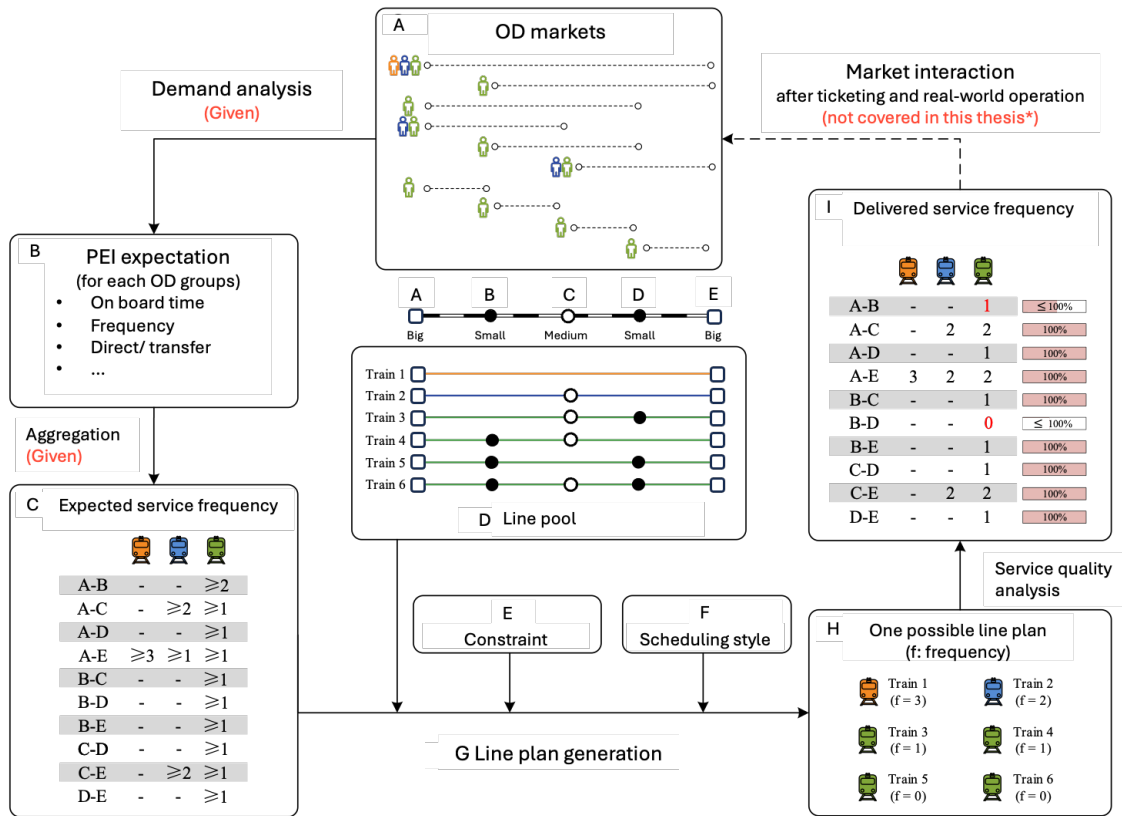 A
OD markets
Demand analysis
(Given)
Market interaction
after ticketing and real-world operation
(not covered in this thesis*)
B
PEI expectation
(for each OD groups)
• On board time
• Frequency
• Direct/ transfer
• ...
Aggregation
(Given)
C Expected service frequency
A-B - - ⩾2
A-C - ⩾2 ⩾1
A-D - - ⩾1
A-E ⩾3 ⩾1 ⩾1
B-C - - ⩾1
B-D - - ⩾1
B-E - - ⩾1
C-D - - ⩾1
C-E - ⩾2 ⩾1
D-E - - ⩾1
A B C D E
Big Small Medium Small Big
Train 1
Train 2
Train 3
Train 4
Train 5
Train 6
D Line pool
E
Constraint
F
Scheduling style
G Line plan generation
H One possible line plan
(f: frequency)
Train 1
(f = 3)
Train 2
(f = 2)
Train 3
(f = 1)
Train 4
(f = 1)
Train 5
(f = 0)
Train 6
(f = 0)
Service quality
analysis
I Delivered service frequency
A-B - - 1 ≤ 100%
A-C - 2 2 100%
A-D - - 1 100%
A-E 3 2 2 100%
B-C - - 1 100%
B-D - - 0 ≤ 100%
B-E - - 1 100%
C-D - - 1 100%
C-E - 2 2 100%
D-E - - 1 100%